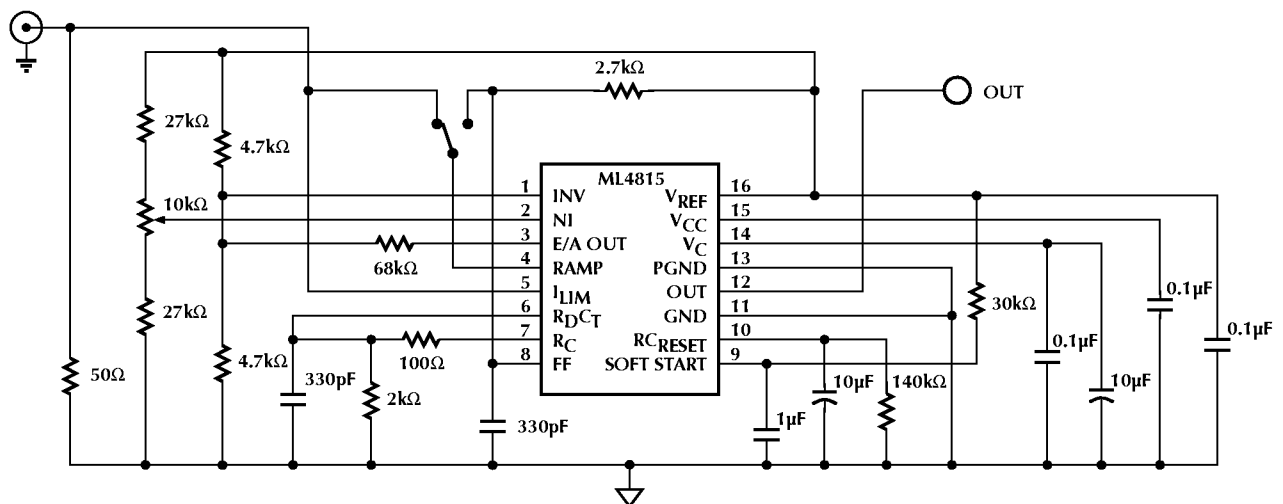 2.7kΩ
OUT
27kΩ
4.7kΩ
ML4815
10kΩ
1 INV
2 NI
3 E/A OUT
4 RAMP
5 ILIM
6 RDCT
7 RC
8 FF
VREF 16
VCC 15
VC 14
PGND 13
OUT 12
GND 11
RCRESET 10
SOFT START 9
68kΩ
27kΩ
30kΩ
0.1µF
0.1µF
0.1µF
100Ω
4.7kΩ
50Ω
330pF
2kΩ
330pF
10µF
140kΩ
1µF
10µF